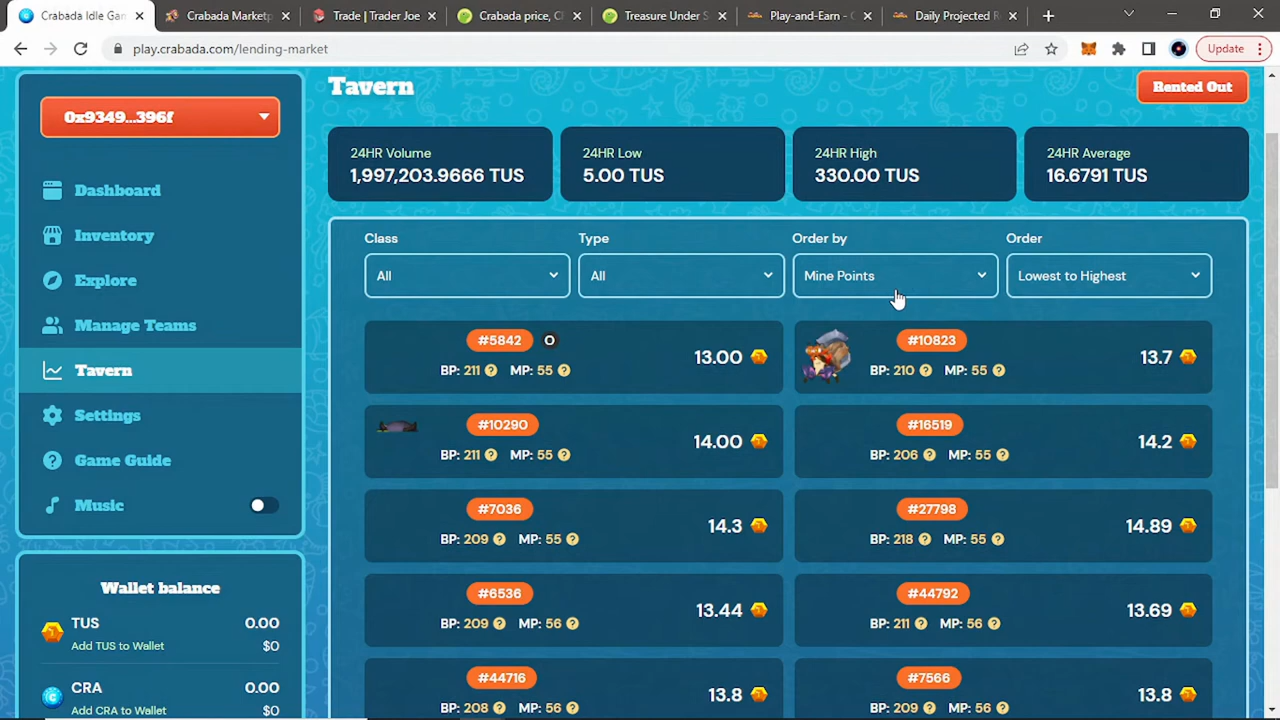 Crabada Idle Gam
Crabada Marketp
Trade | Trader Joe
Crabada price, C
Treasure Under S
Play-and-Earn - C
Daily Projected R
play.crabada.com/lending-market
Update
0x9349...396f
Dashboard
Inventory
Explore
Manage Teams
Tavern
Settings
Game Guide
Music
Wallet balance
TUS 0.00
Add TUS to Wallet $0
CRA 0.00
Add CRA to Wallet $0
Tavern
Rented Out
24HR Volume
1,997,203.9666 TUS
24HR Low
5.00 TUS
24HR High
330.00 TUS
24HR Average
16.6791 TUS
Class Type Order by Order
All All Mine Points Lowest to Highest
#5842 O
BP: 211 ? MP: 55 ?
13.00
#10823
BP: 210 ? MP: 55 ?
13.7
#10290
BP: 211 ? MP: 55 ?
14.00
#16519
BP: 206 ? MP: 55 ?
14.2
#7036
BP: 209 ? MP: 55 ?
14.3
#27798
BP: 218 ? MP: 55 ?
14.89
#6536
BP: 209 ? MP: 56 ?
13.44
#44792
BP: 211 ? MP: 56 ?
13.69
#44716
BP: 208 ? MP: 56 ?
13.8
#7566
BP: 209 ? MP: 56 ?
13.8